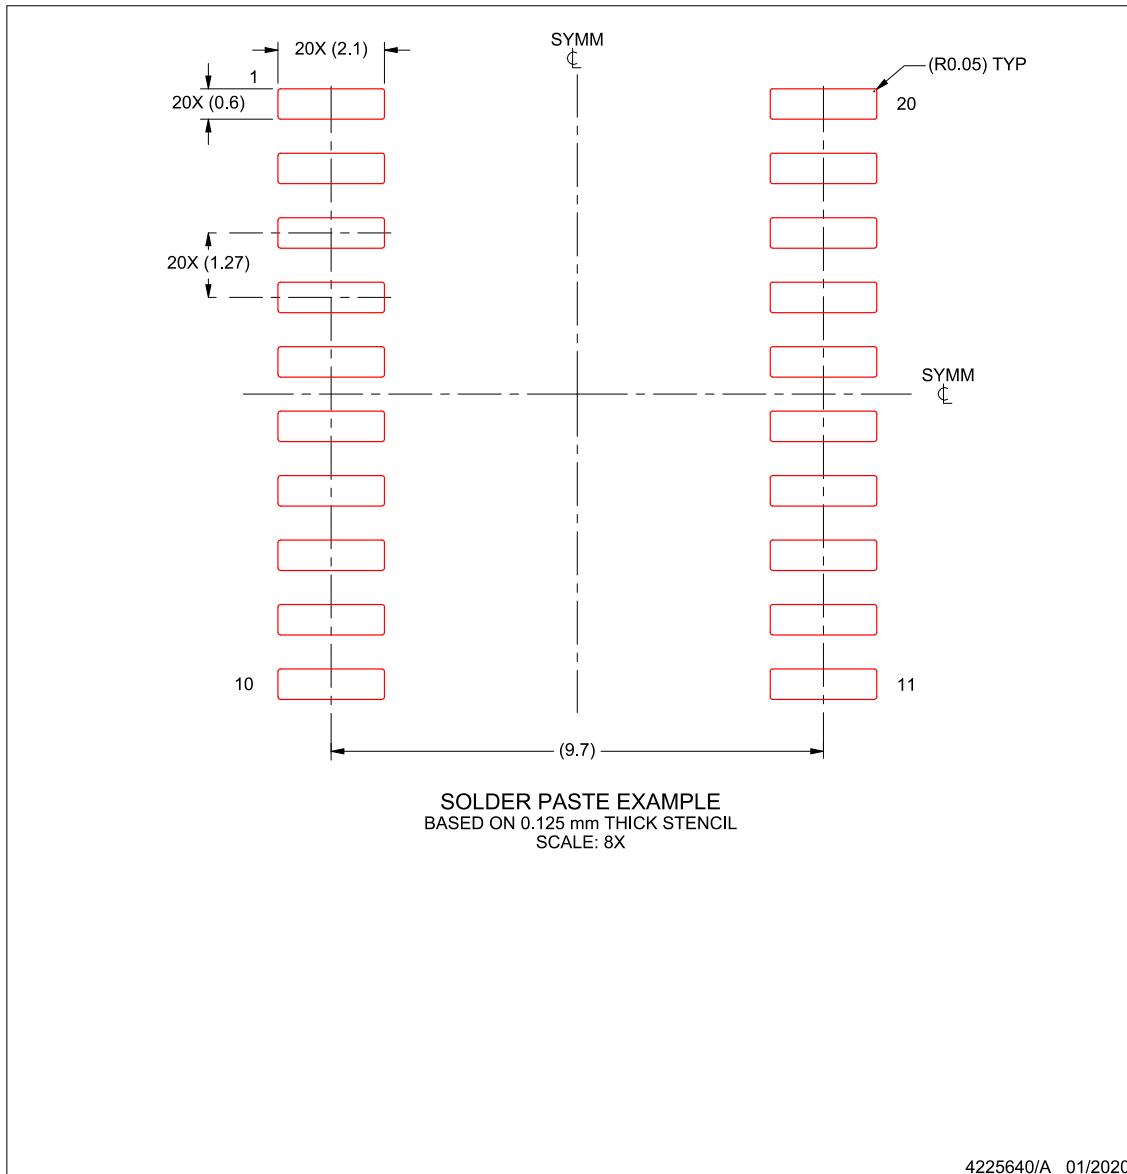 20X (2.1)
SYMM
℄
(R0.05) TYP
1
20X (0.6)
20
20X (1.27)
SYMM
℄
10
11
(9.7)
SOLDER PASTE EXAMPLE
BASED ON 0.125 mm THICK STENCIL
SCALE: 8X
4225640/A 01/2020